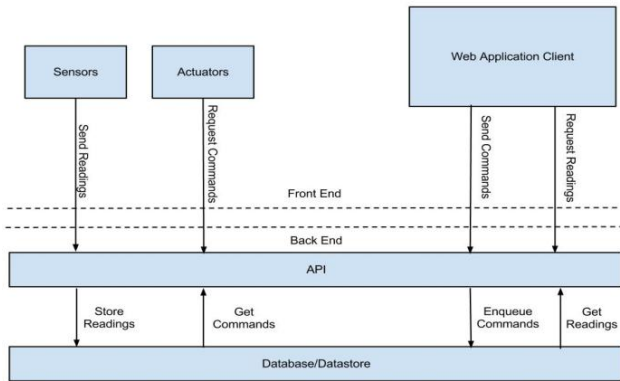 Sensors
Actuators
Web Application Client
Send Readings
Request Commands
Send Commands
Request Readings
Front End
Back End
API
Store
Readings
Get
Commands
Enqueue
Commands
Get
Readings
Database/Datastore